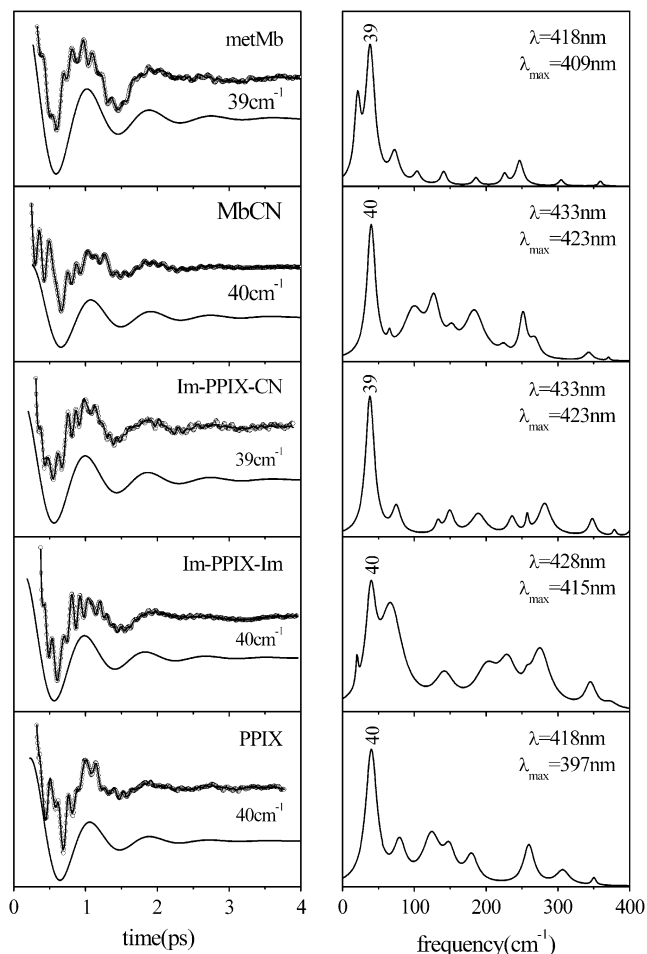 metMb
39cm⁻¹
39
λ=418nm
λmax=409nm
MbCN
40cm⁻¹
40
λ=433nm
λmax=423nm
Im-PPIX-CN
39cm⁻¹
39
λ=433nm
λmax=423nm
Im-PPIX-Im
40cm⁻¹
40
λ=428nm
λmax=415nm
PPIX
40cm⁻¹
40
λ=418nm
λmax=397nm
0 1 2 3 4
0 100 200 300 400
time(ps)
frequency(cm⁻¹)